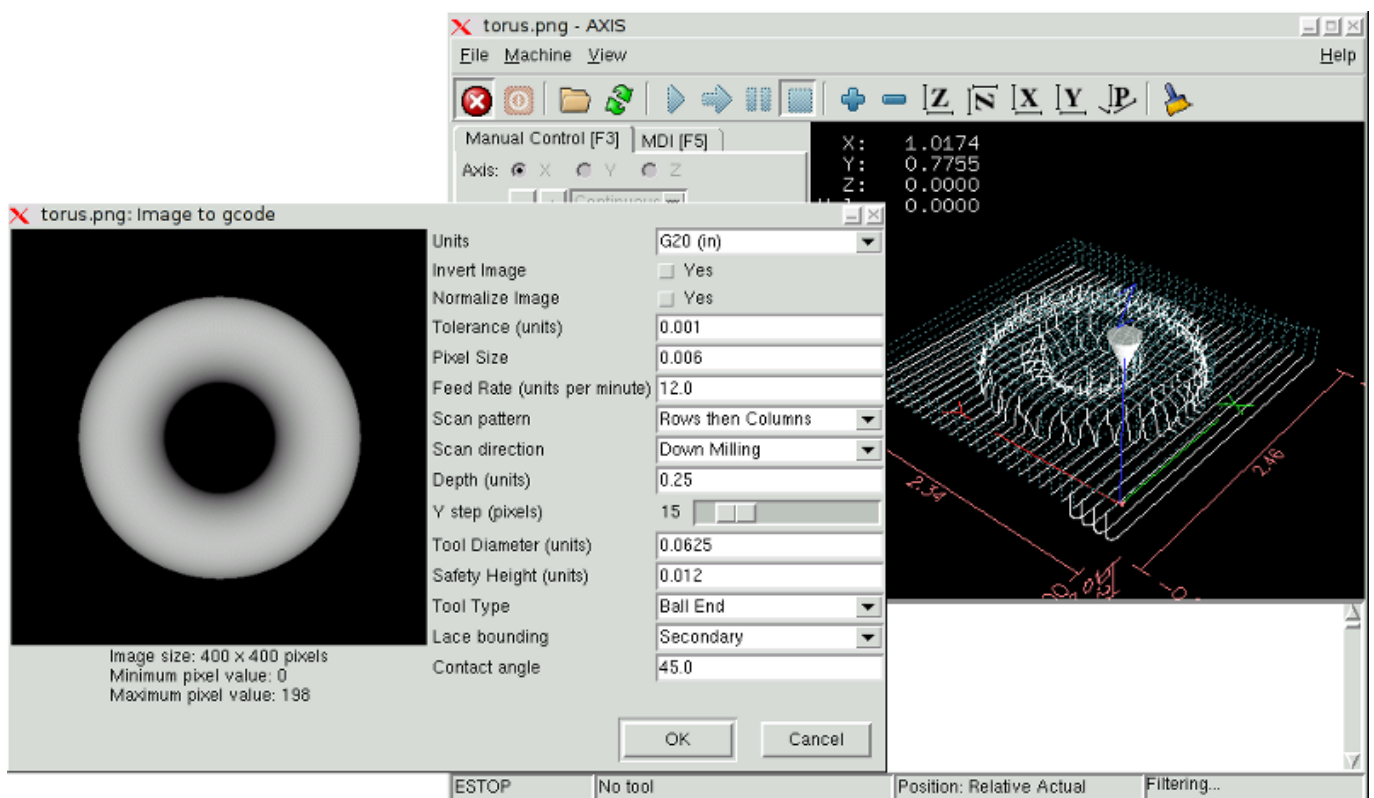 torus.png - AXIS
File Machine View Help
Z N X Y P
Manual Control [F3] MDI [F5]
X: 1.0174
Y: 0.7755
Z: 0.0000
0.0000
Axis: X Y Z
Continuous
torus.png: Image to gcode
Units G20 (in)
Invert Image Yes
Normalize Image Yes
Tolerance (units) 0.001
Pixel Size 0.006
Feed Rate (units per minute) 12.0
Scan pattern Rows then Columns
Scan direction Down Milling
Depth (units) 0.25
Y step (pixels) 15
Tool Diameter (units) 0.0625
Safety Height (units) 0.012
Tool Type Ball End
Lace bounding Secondary
Contact angle 45.0
Image size: 400 x 400 pixels
Minimum pixel value: 0
Maximum pixel value: 198
OK Cancel
2.34
2.46
X
ESTOP No tool Position: Relative Actual Filtering...